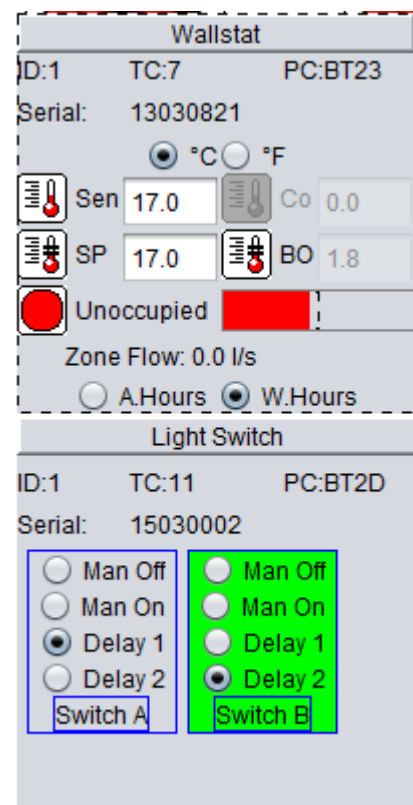 Wallstat
ID:1 TC:7 PC:BT23
Serial: 13030821
°C °F
Sen 17.0 Co 0.0
SP 17.0 BO 1.8
Unoccupied
Zone Flow: 0.0 l/s
A.Hours W.Hours
Light Switch
ID:1 TC:11 PC:BT2D
Serial: 15030002
Man Off Man Off
Man On Man On
Delay 1 Delay 1
Delay 2 Delay 2
Switch A Switch B